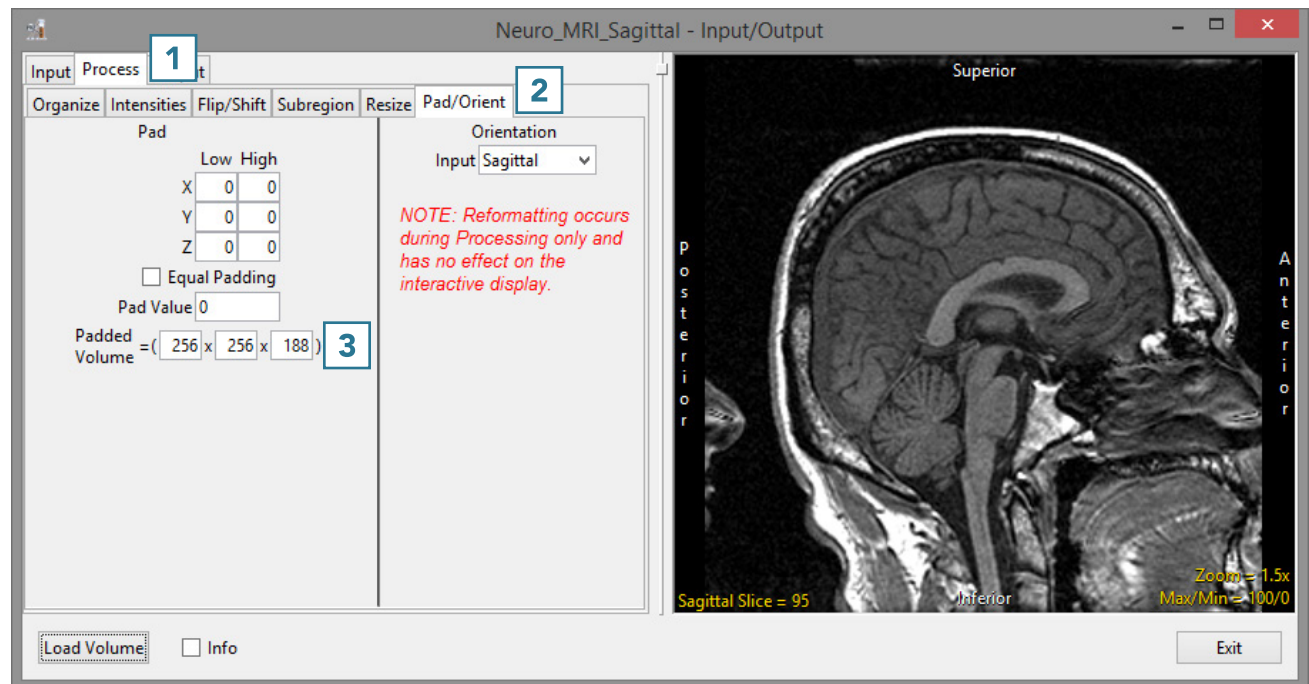 Neuro_MRI_Sagittal - Input/Output
Input Process 1 t
Organize Intensities Flip/Shift Subregion Resize Pad/Orient 2
Pad
Low High
X 0 0
Y 0 0
Z 0 0
Equal Padding
Pad Value 0
Padded Volume =( 256 x 256 x 188 ) 3
Orientation
Input Sagittal
NOTE: Reformatting occurs
during Processing only and
has no effect on the
interactive display.
Superior
Posterior
Anterior
Inferior
Sagittal Slice = 95
Zoom = 1.5x
Max/Min = 100/0
Load Volume Info Exit